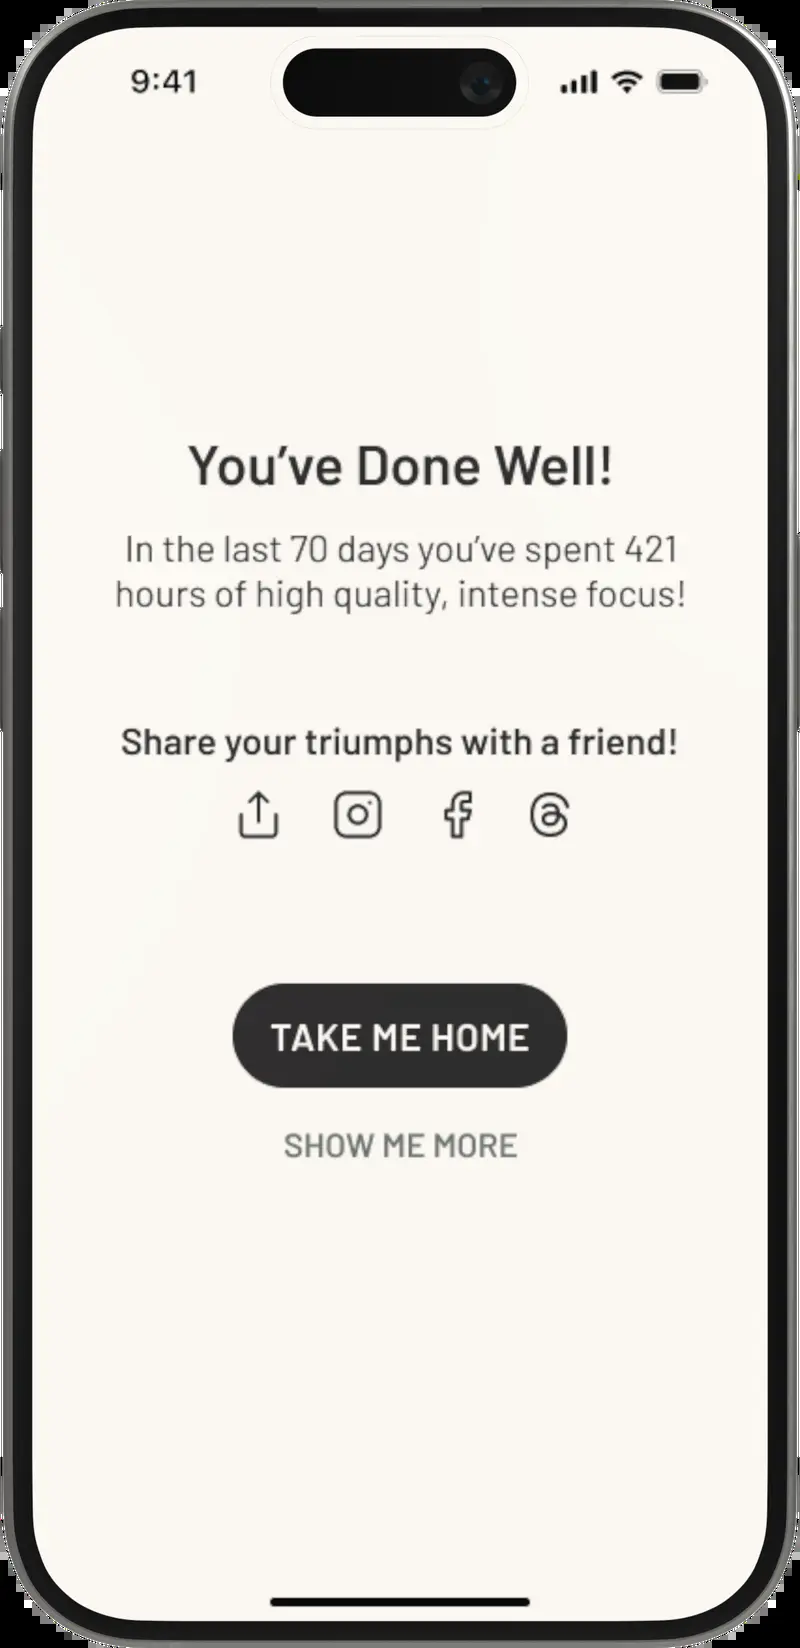 9:41
You’ve Done Well!
In the last 70 days you’ve spent 421
hours of high quality, intense focus!
Share your triumphs with a friend!
TAKE ME HOME
SHOW ME MORE